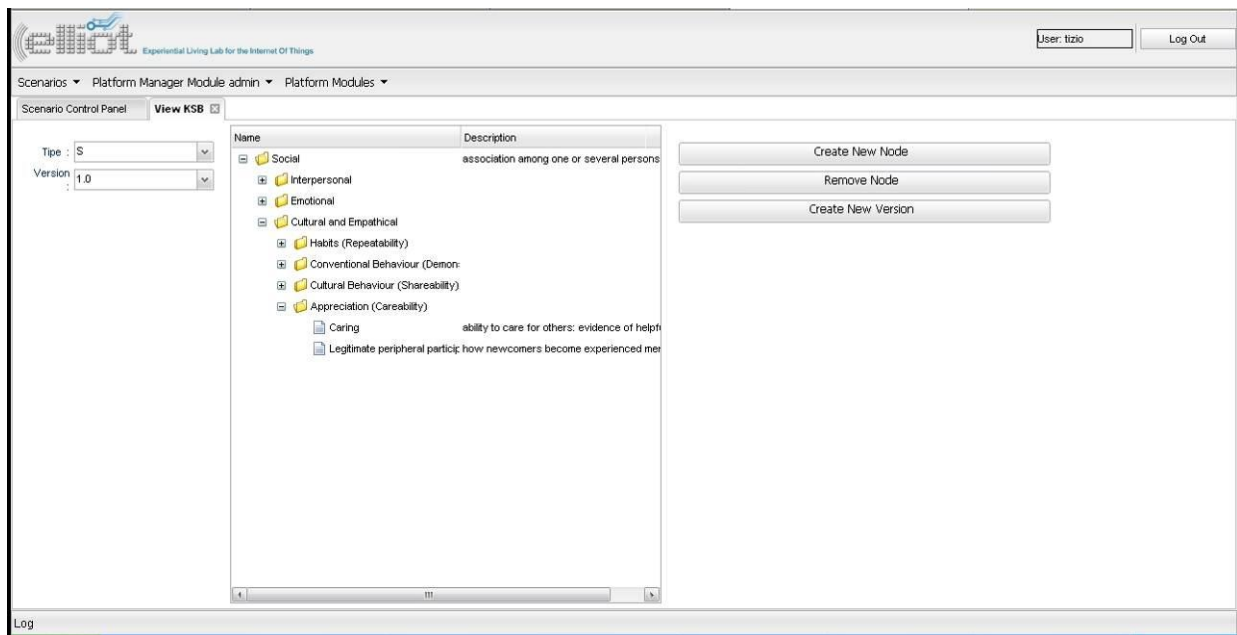 elliot Experiential Living Lab for the Internet Of Things
User: tizio
Log Out
Scenarios Platform Manager Module admin Platform Modules
Scenario Control Panel View KSB
Tipe : S
Version : 1.0
Name Description
Social association among one or several persons
Interpersonal
Emotional
Cultural and Empathical
Habits (Repeatability)
Conventional Behaviour (Demon
Cultural Behaviour (Shareability)
Appreciation (Careability)
Caring ability to care for others: evidence of helpf
Legitimate peripheral partici how newcomers become experienced mer
Create New Node
Remove Node
Create New Version
Log